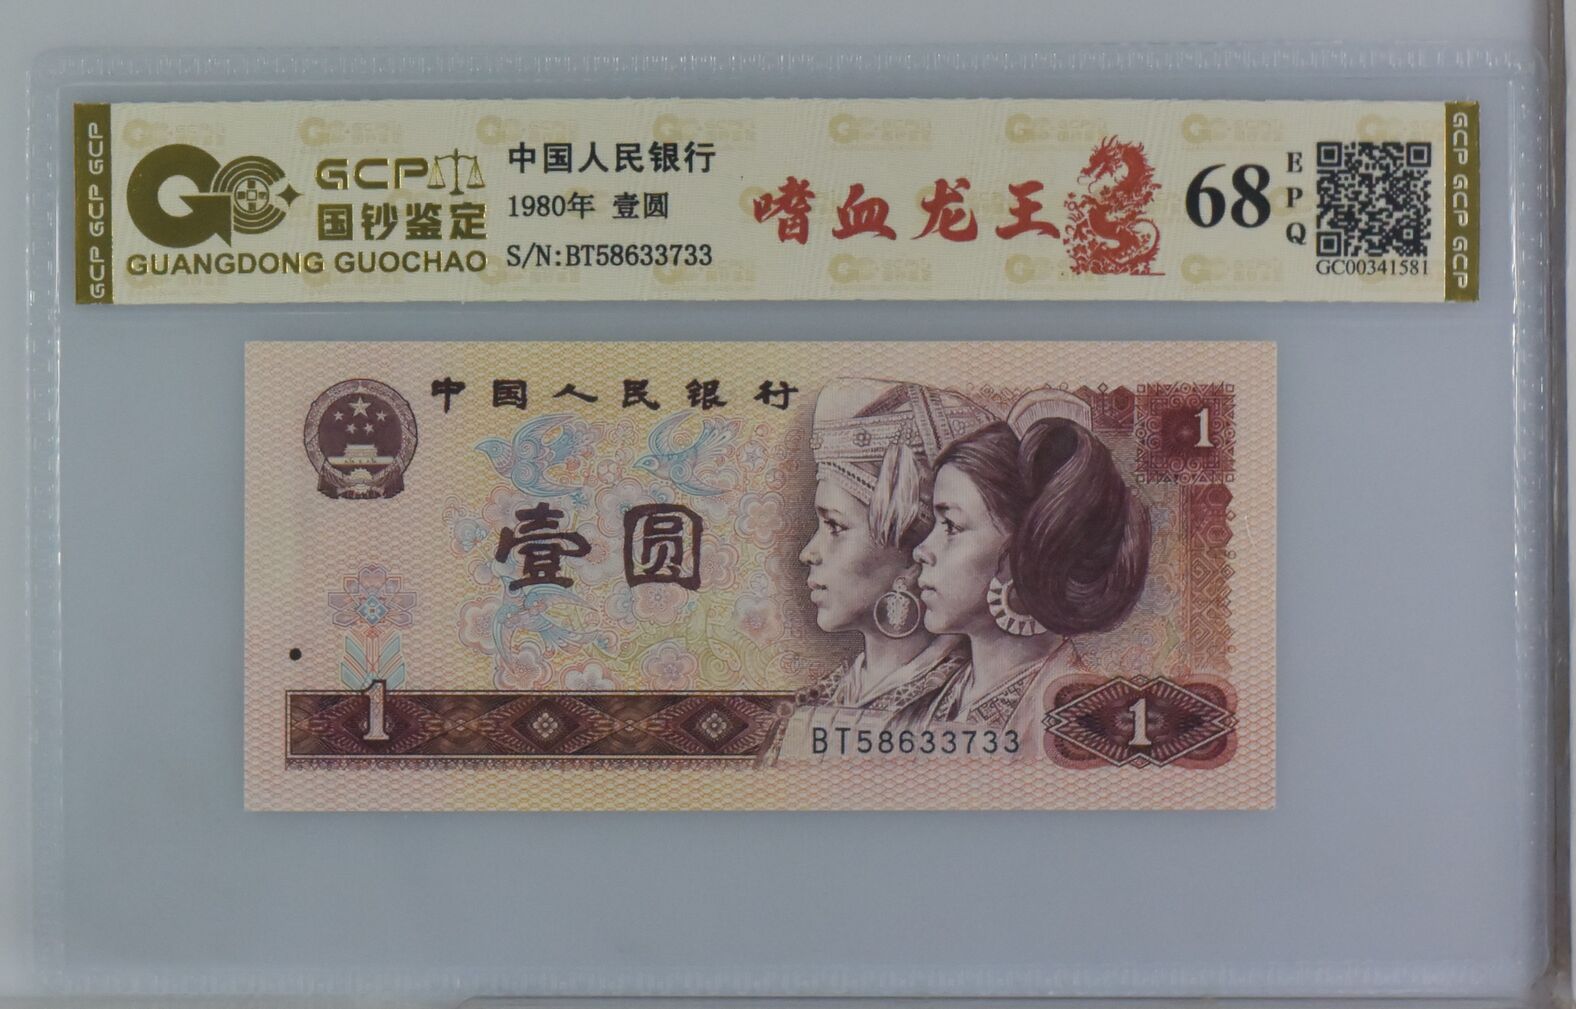 GCP GCP GCP
GCP
国钞鉴定
GUANGDONG GUOCHAO
中国人民银行
1980年 壹圆
S/N:BT58633733
嗜血龙王
68
EPQ
GC00341581
GCP GCP GCP
中国人民银行
1
壹圆
1
BT58633733
1